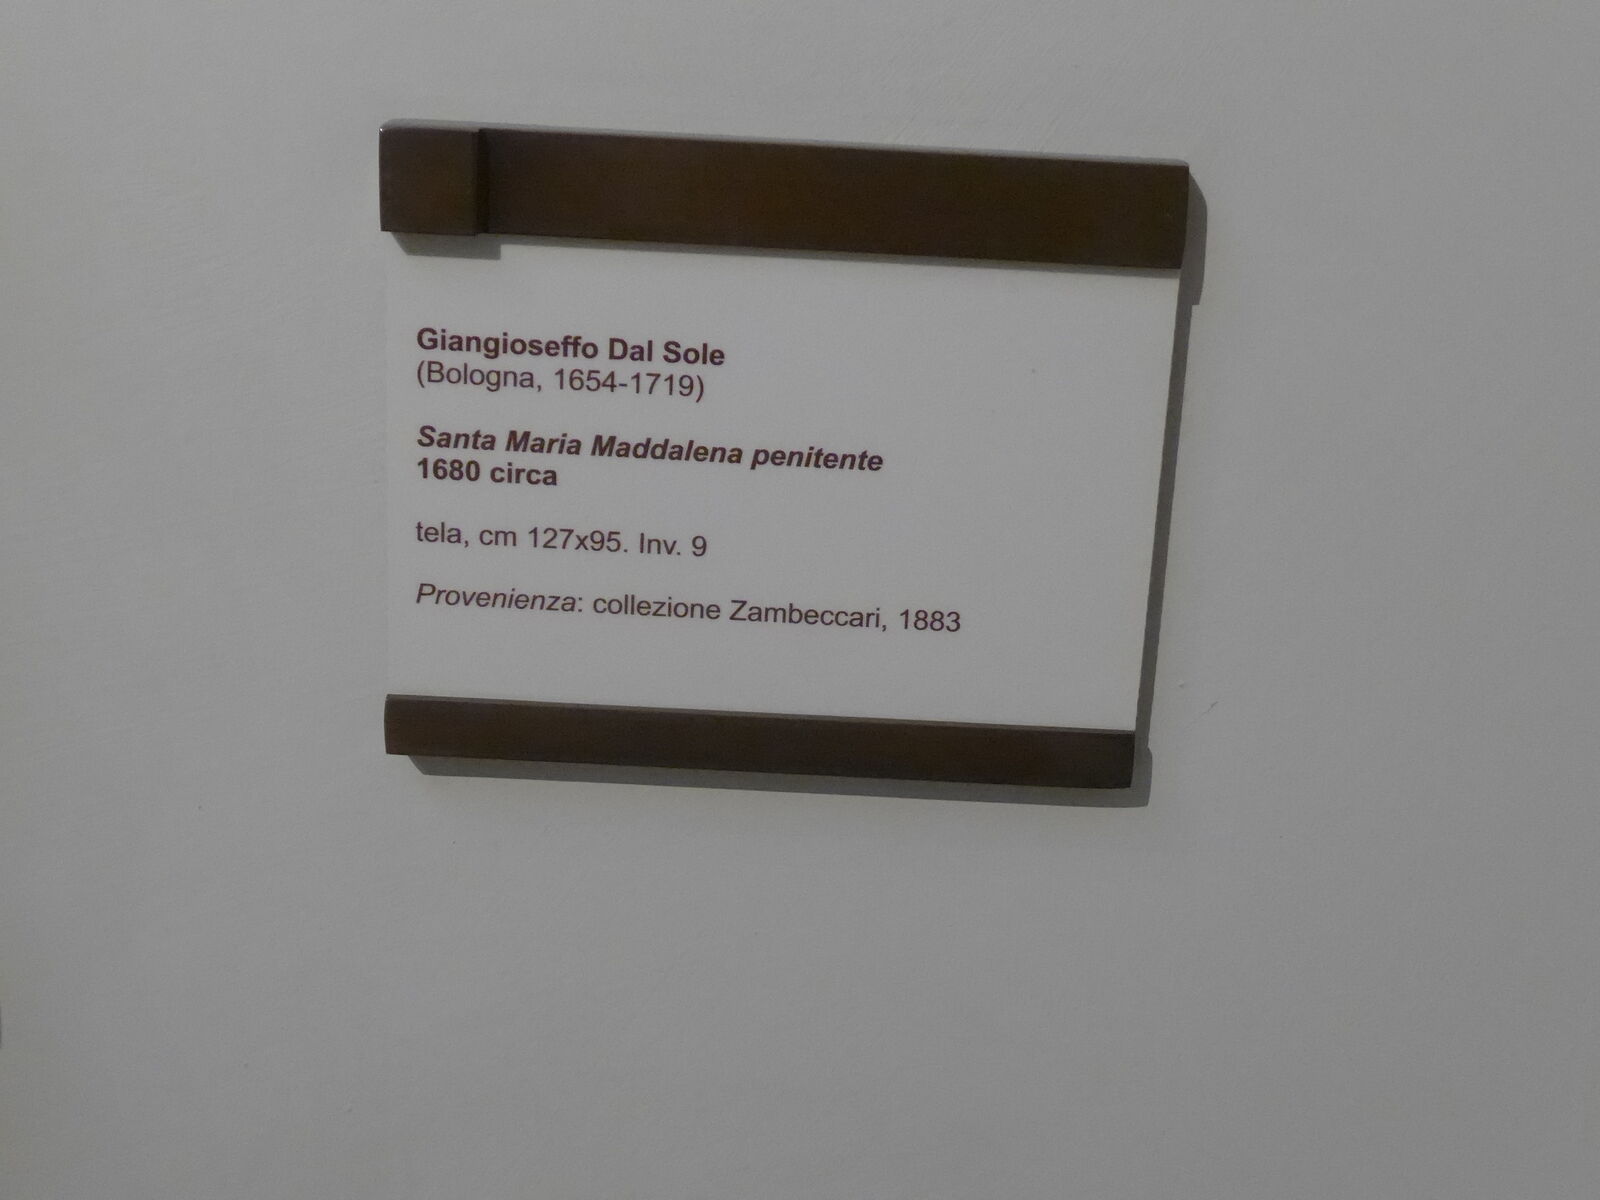 Giangioseffo Dal Sole
(Bologna, 1654-1719)
Santa Maria Maddalena penitente
1680 circa
tela, cm 127x95. Inv. 9
Provenienza: collezione Zambeccari, 1883